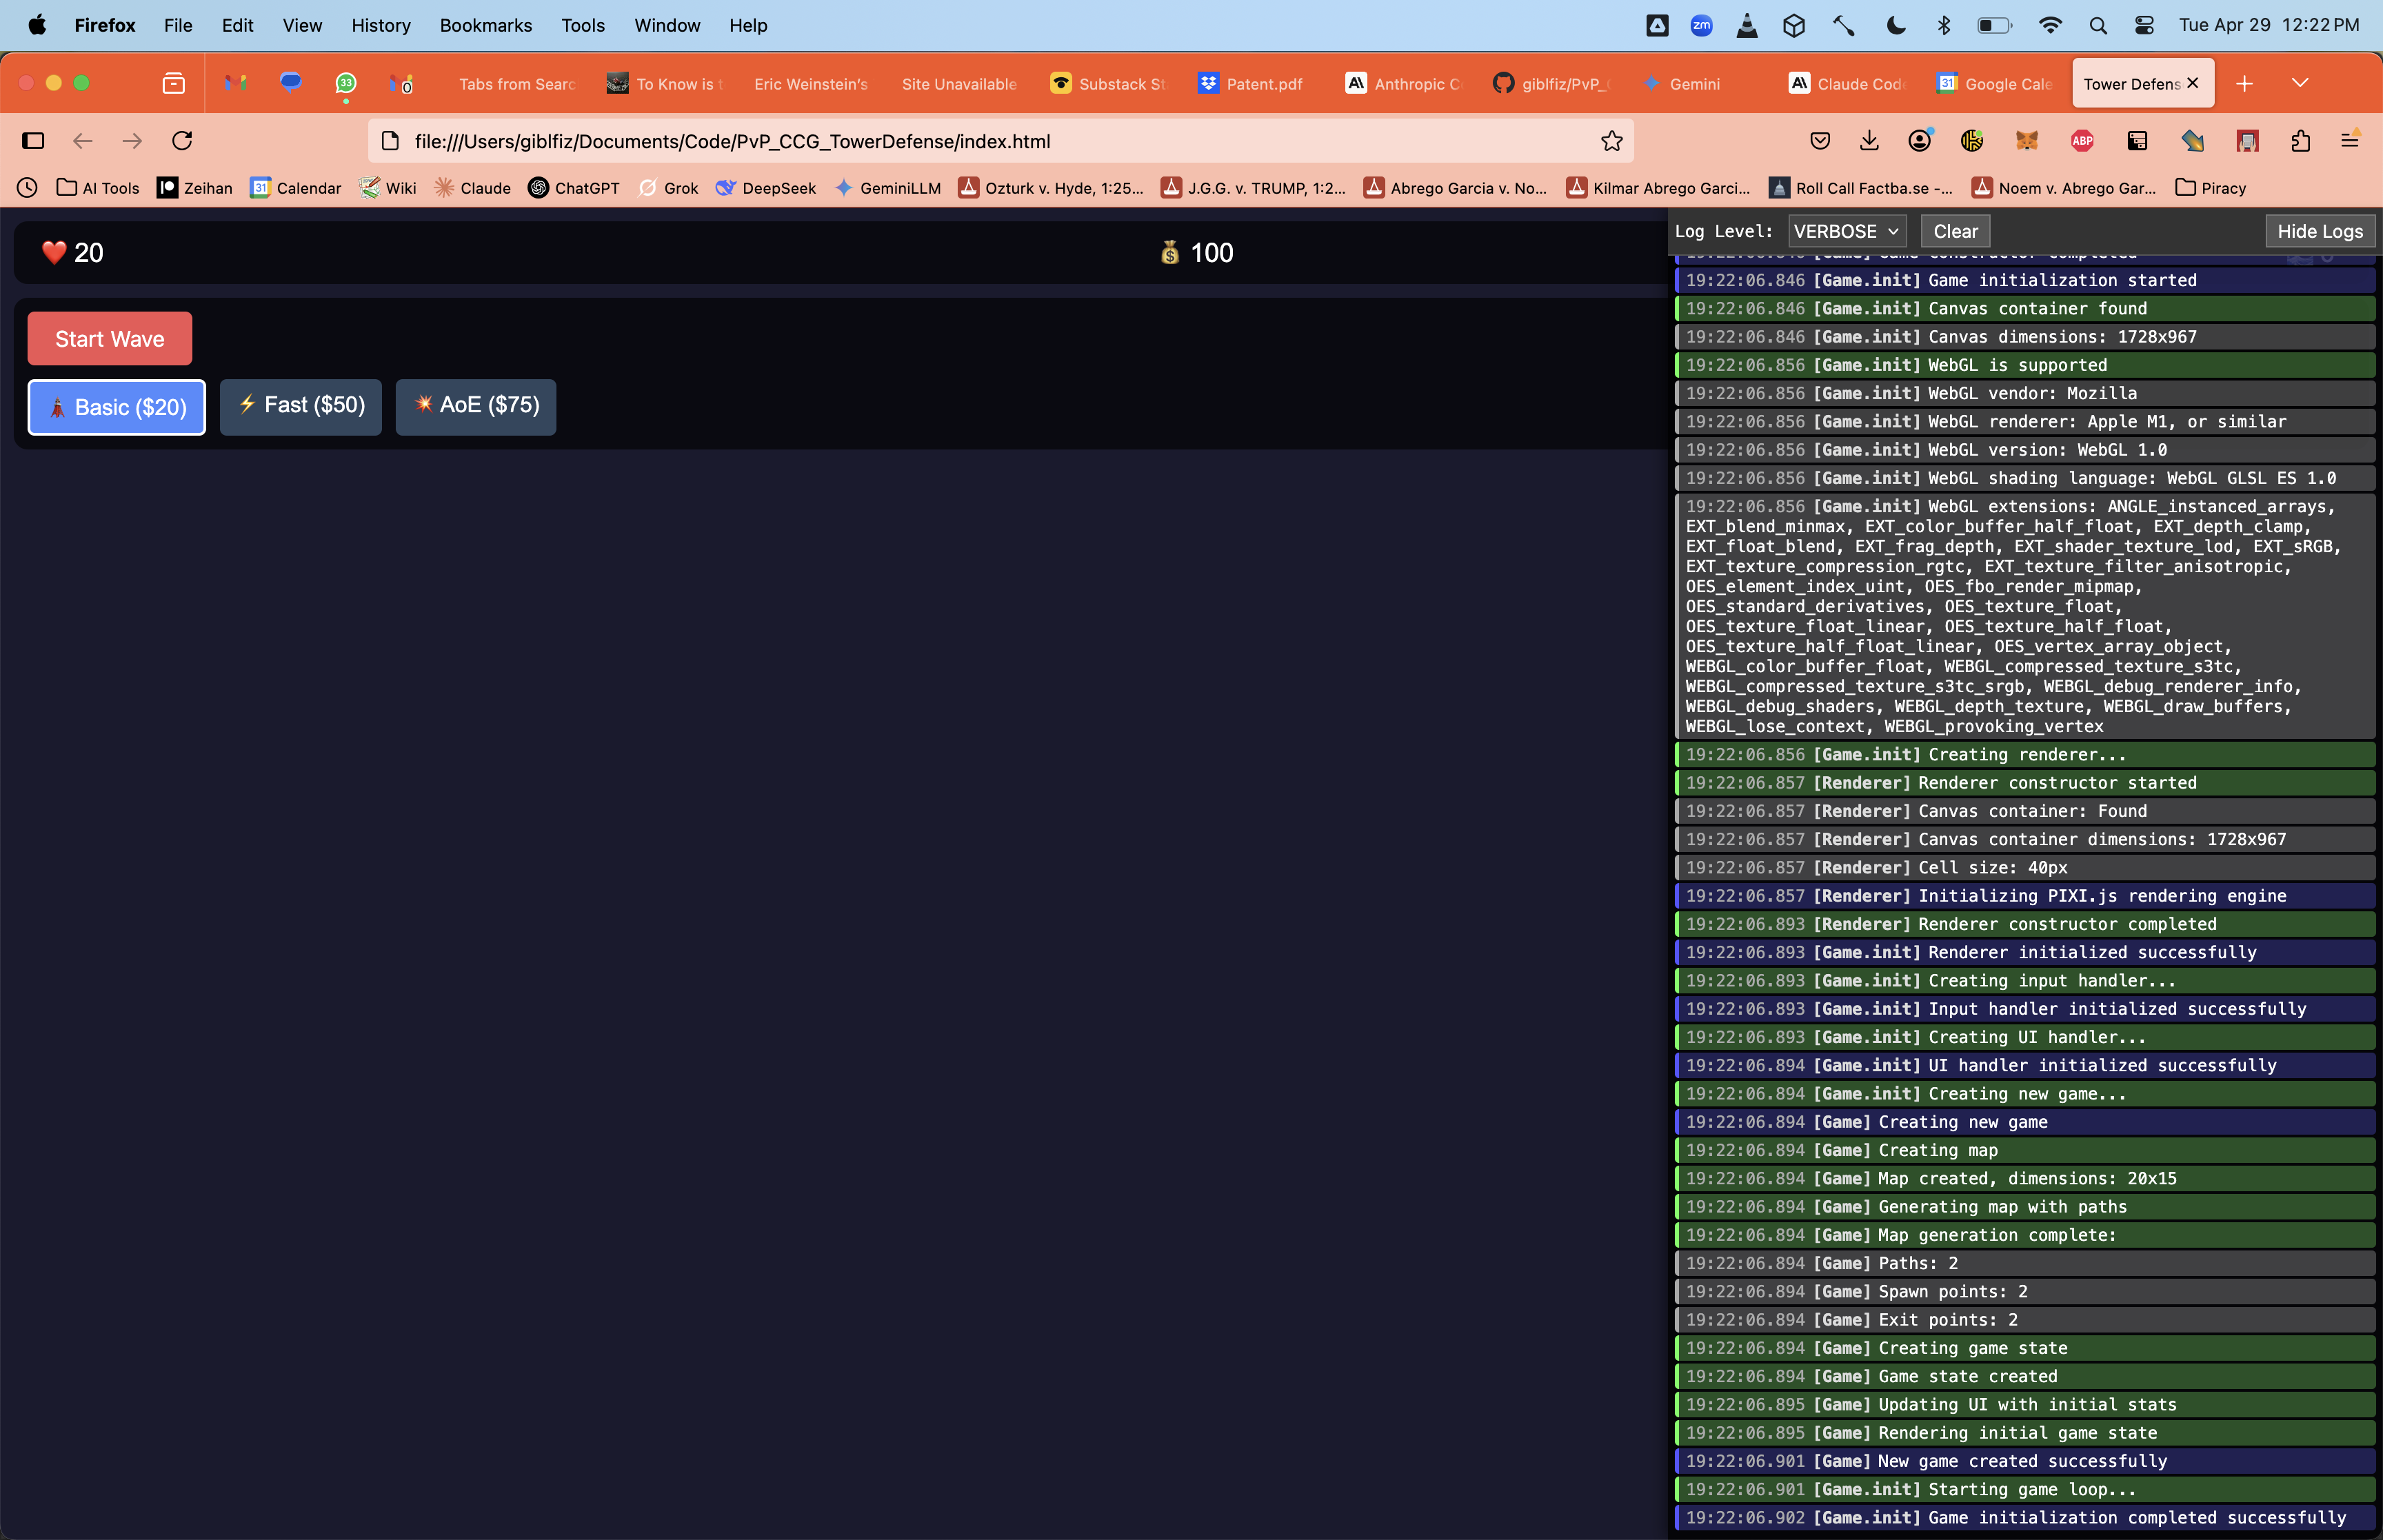 Firefox File Edit View History Bookmarks Tools Window Help zm Tue Apr 29 12:22 PM
33 0 Tabs from Searc To Know is t Eric Weinstein's Site Unavailable Substack St Patent.pdf Anthropic C giblfiz/PvP_ Gemini Claude Code 31 Google Cale Tower Defens
file:///Users/giblfiz/Documents/Code/PvP_CCG_TowerDefense/index.html ABP
AI Tools Zeihan 31 Calendar Wiki Claude ChatGPT Grok DeepSeek GeminiLLM Ozturk v. Hyde, 1:25... J.G.G. v. TRUMP, 1:2... Abrego Garcia v. No... Kilmar Abrego Garci... Roll Call Factba.se -... Noem v. Abrego Gar... Piracy
❤️ 20
💰 100
Start Wave
🗼 Basic ($20)
⚡ Fast ($50)
💥 AoE ($75)
Log Level: VERBOSE Clear Hide Logs
19:22:06.846 [Game] Game constructor completed
19:22:06.846 [Game.init] Game initialization started
19:22:06.846 [Game.init] Canvas container found
19:22:06.846 [Game.init] Canvas dimensions: 1728x967
19:22:06.856 [Game.init] WebGL is supported
19:22:06.856 [Game.init] WebGL vendor: Mozilla
19:22:06.856 [Game.init] WebGL renderer: Apple M1, or similar
19:22:06.856 [Game.init] WebGL version: WebGL 1.0
19:22:06.856 [Game.init] WebGL shading language: WebGL GLSL ES 1.0
19:22:06.856 [Game.init] WebGL extensions: ANGLE_instanced_arrays,
EXT_blend_minmax, EXT_color_buffer_half_float, EXT_depth_clamp,
EXT_float_blend, EXT_frag_depth, EXT_shader_texture_lod, EXT_sRGB,
EXT_texture_compression_rgtc, EXT_texture_filter_anisotropic,
OES_element_index_uint, OES_fbo_render_mipmap,
OES_standard_derivatives, OES_texture_float,
OES_texture_float_linear, OES_texture_half_float,
OES_texture_half_float_linear, OES_vertex_array_object,
WEBGL_color_buffer_float, WEBGL_compressed_texture_s3tc,
WEBGL_compressed_texture_s3tc_srgb, WEBGL_debug_renderer_info,
WEBGL_debug_shaders, WEBGL_depth_texture, WEBGL_draw_buffers,
WEBGL_lose_context, WEBGL_provoking_vertex
19:22:06.856 [Game.init] Creating renderer...
19:22:06.857 [Renderer] Renderer constructor started
19:22:06.857 [Renderer] Canvas container: Found
19:22:06.857 [Renderer] Canvas container dimensions: 1728x967
19:22:06.857 [Renderer] Cell size: 40px
19:22:06.857 [Renderer] Initializing PIXI.js rendering engine
19:22:06.893 [Renderer] Renderer constructor completed
19:22:06.893 [Game.init] Renderer initialized successfully
19:22:06.893 [Game.init] Creating input handler...
19:22:06.893 [Game.init] Input handler initialized successfully
19:22:06.893 [Game.init] Creating UI handler...
19:22:06.894 [Game.init] UI handler initialized successfully
19:22:06.894 [Game.init] Creating new game...
19:22:06.894 [Game] Creating new game
19:22:06.894 [Game] Creating map
19:22:06.894 [Game] Map created, dimensions: 20x15
19:22:06.894 [Game] Generating map with paths
19:22:06.894 [Game] Map generation complete:
19:22:06.894 [Game] Paths: 2
19:22:06.894 [Game] Spawn points: 2
19:22:06.894 [Game] Exit points: 2
19:22:06.894 [Game] Creating game state
19:22:06.894 [Game] Game state created
19:22:06.895 [Game] Updating UI with initial stats
19:22:06.895 [Game] Rendering initial game state
19:22:06.901 [Game] New game created successfully
19:22:06.901 [Game.init] Starting game loop...
19:22:06.902 [Game.init] Game initialization completed successfully